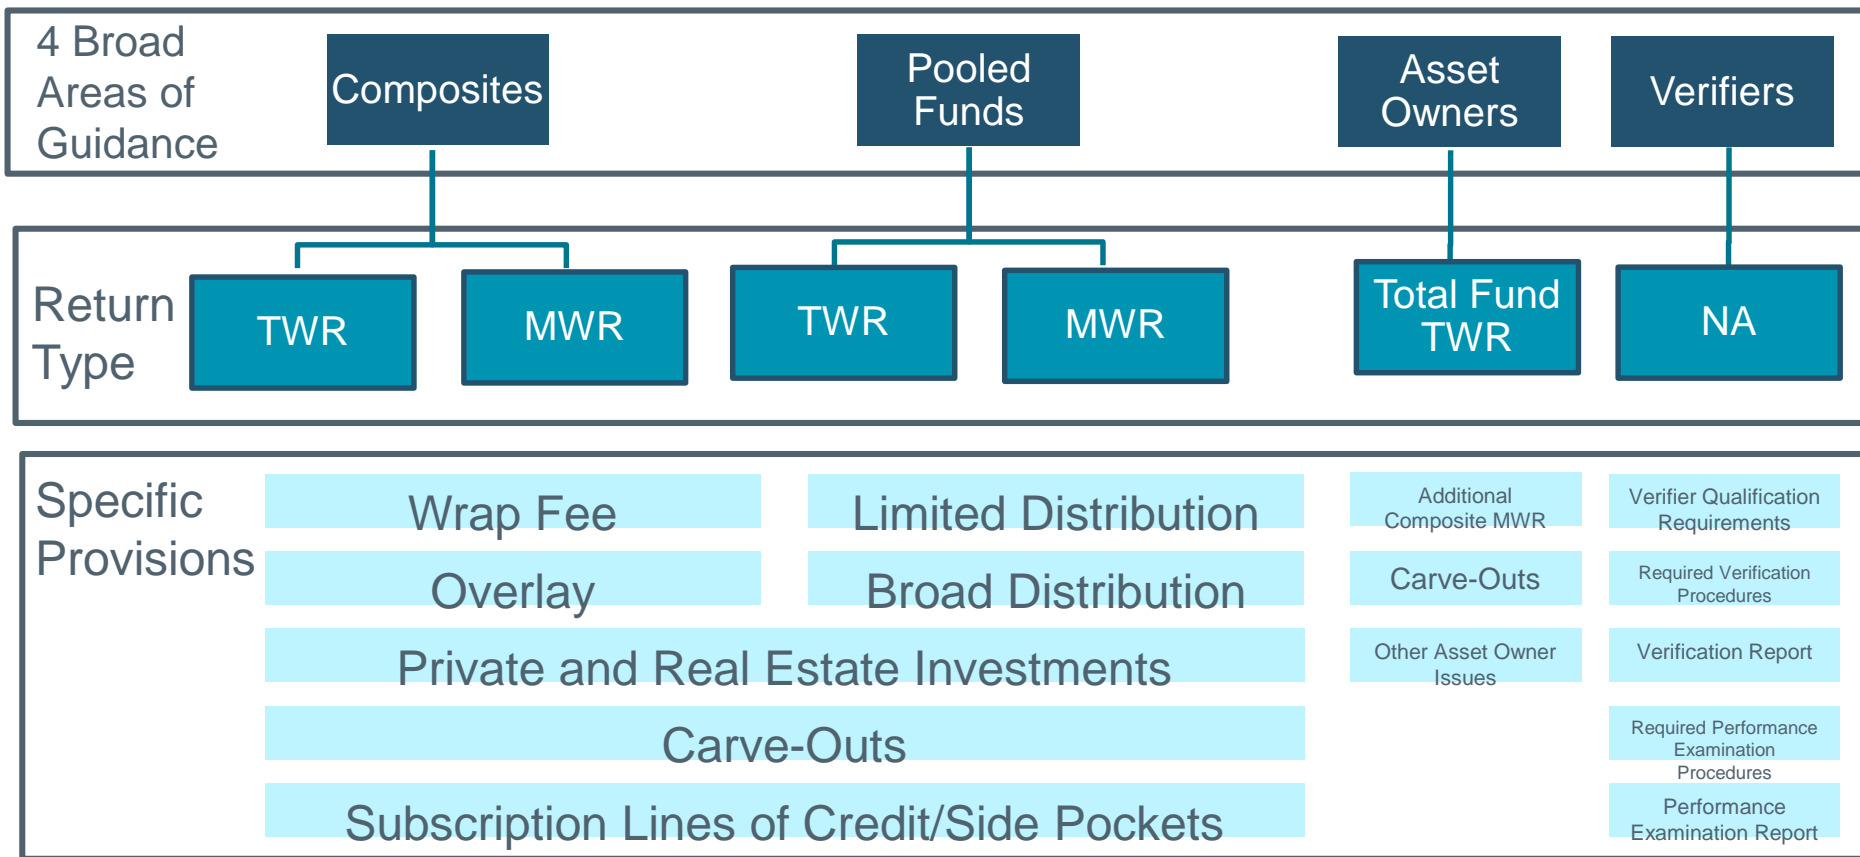 4 Broad
Areas of
Guidance
Composites
Pooled
Funds
Asset
Owners
Verifiers
Return
Type
TWR
MWR
TWR
MWR
Total Fund
TWR
NA
Specific
Provisions
Wrap Fee
Limited Distribution
Additional
Composite MWR
Verifier Qualification
Requirements
Overlay
Broad Distribution
Carve-Outs
Required Verification
Procedures
Private and Real Estate Investments
Other Asset Owner
Issues
Verification Report
Carve-Outs
Required Performance
Examination
Procedures
Subscription Lines of Credit/Side Pockets
Performance
Examination Report